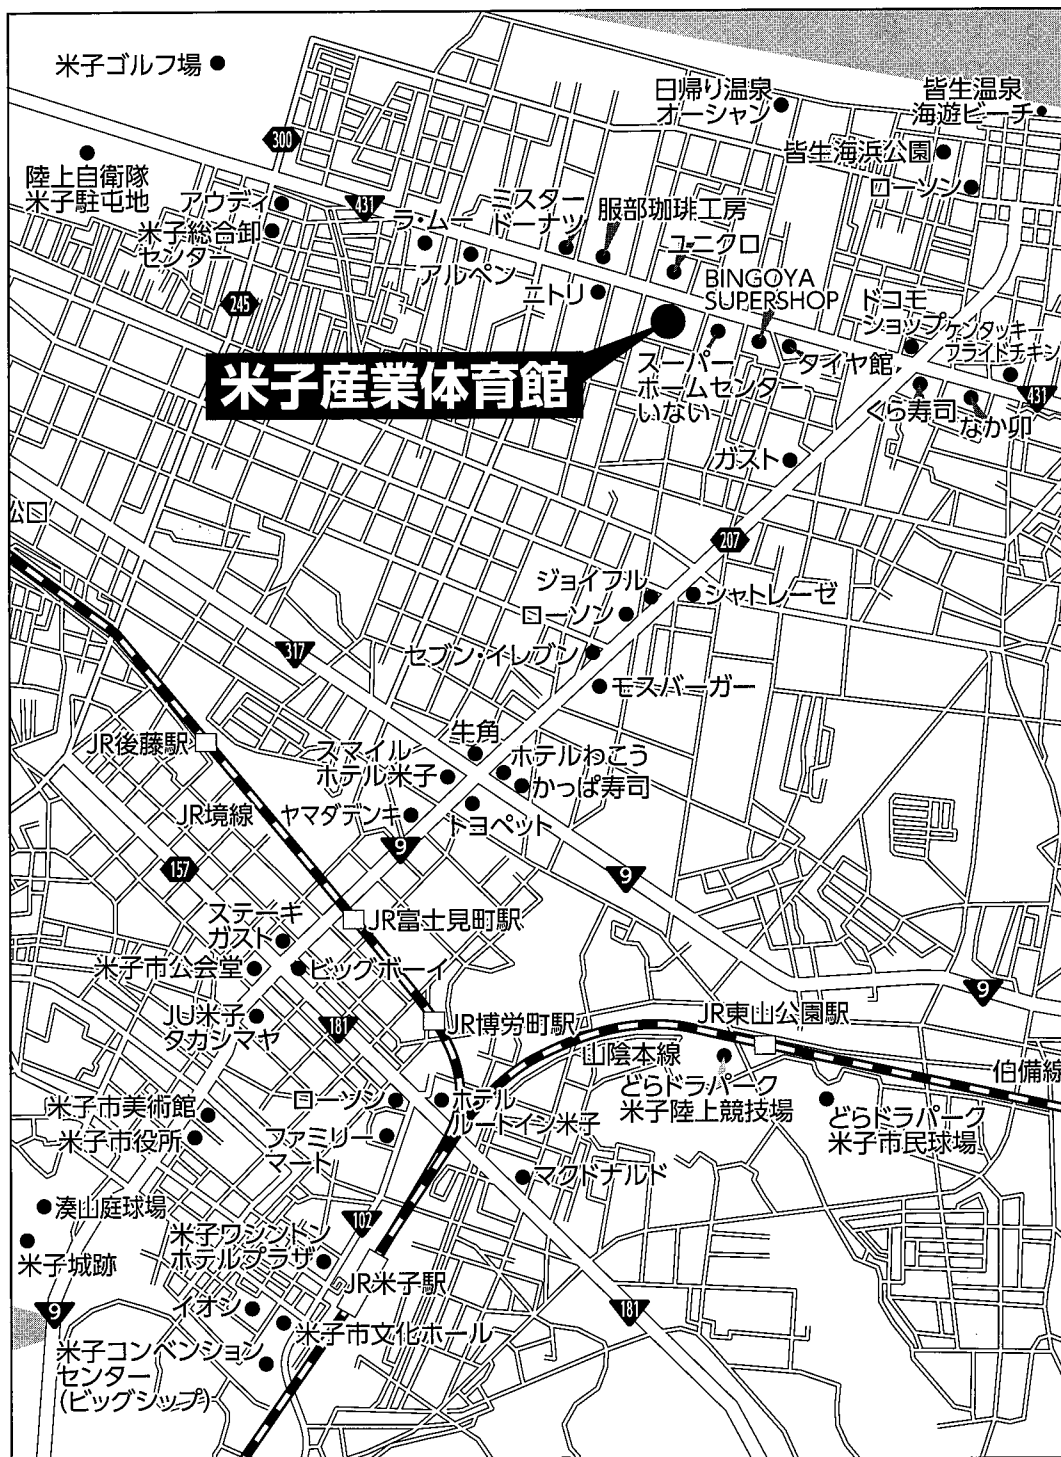 米子ゴルフ場
日帰り温泉
オーシャン
皆生温泉
海遊ビーチ
300
皆生海浜公園
陸上自衛隊
米子駐屯地
ローソン
アウディ
431
ラ・ムー
ミスター
ドーナツ
服部珈琲工房
米子総合卸
センター
ユニクロ
アルペン
BINGOYA
SUPERSHOP
245
ニトリ
ドコモ
ショップ
ケンタッキー
フライドチキン
米子産業体育館
スーパー
ホームセンター
いない
タイヤ館
431
くら寿司
なか卯
ガスト
公園
207
ジョイフル
シャトレーゼ
ローソン
317
セブン・イレブン
モスバーガー
JR後藤駅
牛角
スマイル
ホテル米子
ホテルわこう
かっぱ寿司
JR境線
ヤマダデンキ
トヨペット
9
157
9
ステーキ
ガスト
JR富士見町駅
米子市公会堂
ビッグボーイ
9
JU米子
タカシマヤ
181
JR博労町駅
JR東山公園駅
山陰本線
伯備線
どらドラパーク
米子陸上競技場
米子市美術館
ローソン
ホテル
ルートイン米子
どらドラパーク
米子市民球場
米子市役所
ファミリー
マート
マクドナルド
湊山庭球場
102
米子ワシントン
ホテルプラザ
米子城跡
JR米子駅
9
イオン
181
米子市文化ホール
米子コンベンション
センター
(ビッグシップ)